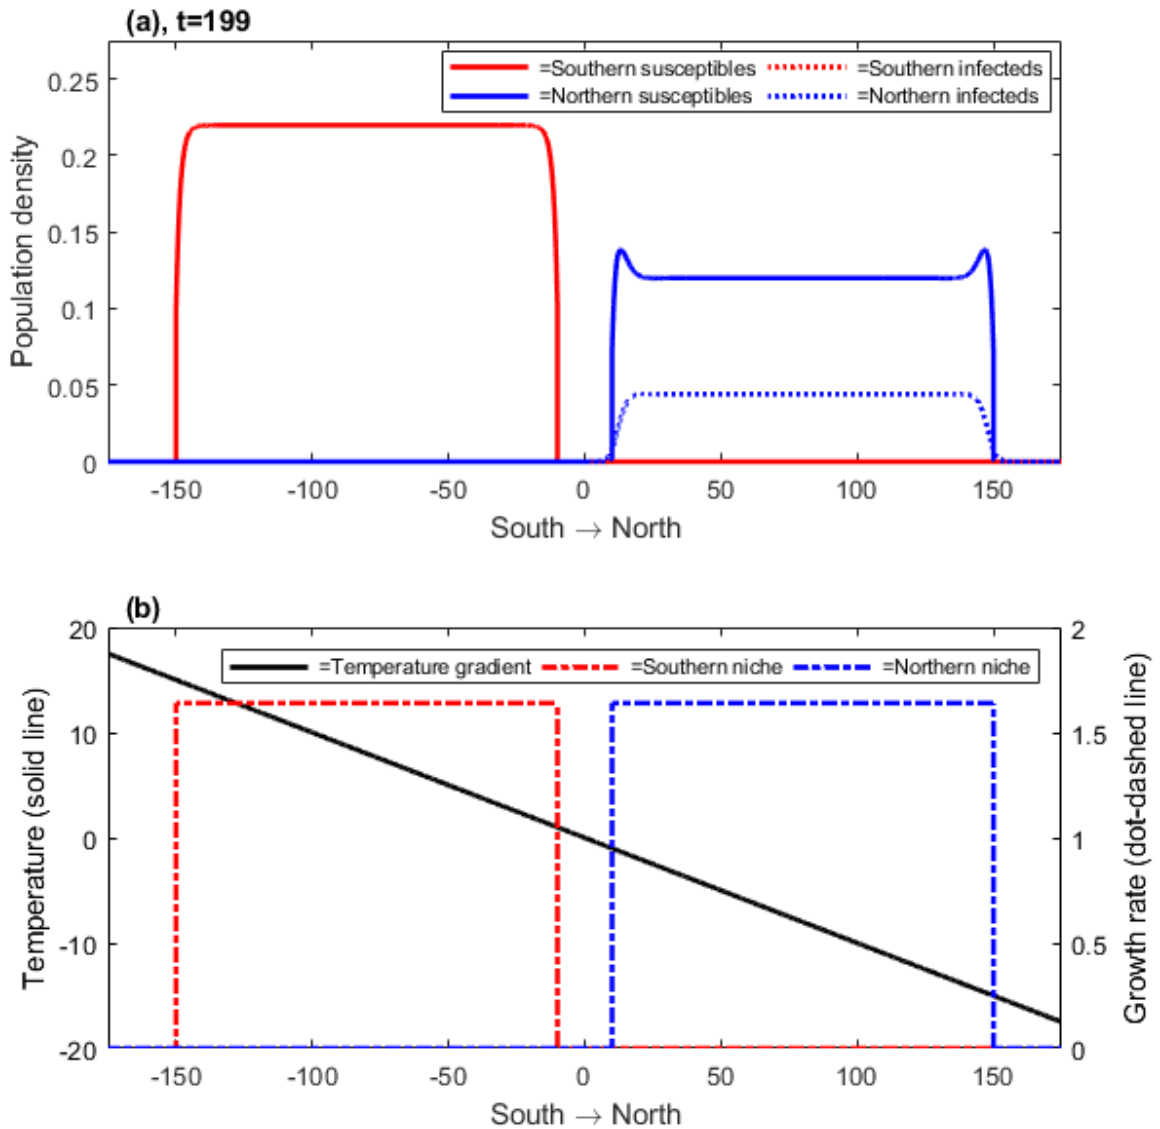 (a), t=199
=Southern susceptibles =Southern infecteds
=Northern susceptibles =Northern infecteds
Population density
0.25
0.2
0.15
0.1
0.05
0
-150 -100 -50 0 50 100 150
South → North
(b)
=Temperature gradient =Southern niche =Northern niche
Temperature (solid line)
20
10
0
-10
-20
2
1.5
1
0.5
0
Growth rate (dot-dashed line)
-150 -100 -50 0 50 100 150
South → North